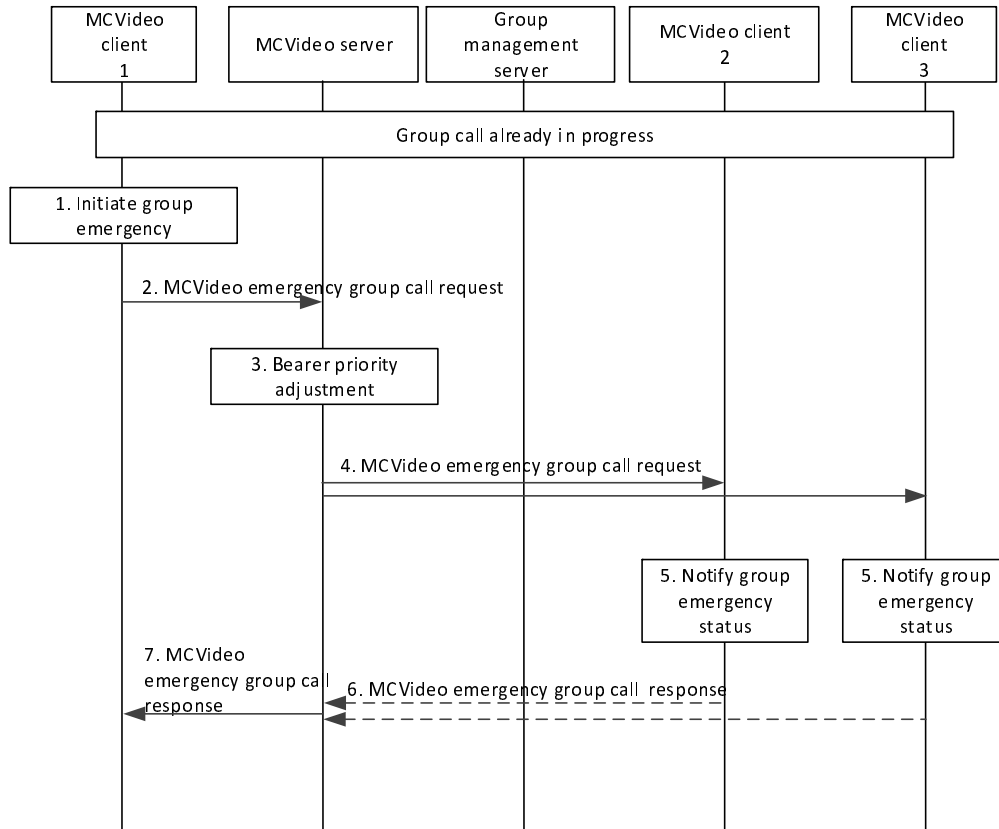 MCVideo
client
1
MCVideo server
Group
management
server
MCVideo client
2
MCVideo
client
3
Group call already in progress
1. Initiate group
emergency
2. MCVideo emergency group call request
3. Bearer priority
adjustment
4. MCVideo emergency group call request
5. Notify group
emergency
status
5. Notify group
emergency
status
7. MCVideo
emergency group call
response
6. MCVideo emergency group call response